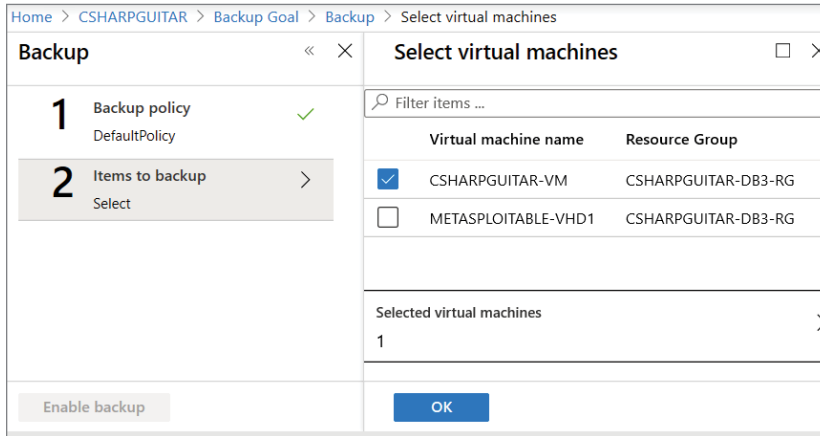 Home > CSHARPGUITAR > Backup Goal > Backup > Select virtual machines
Backup
1
Backup policy
DefaultPolicy
2
Items to backup
Select
Enable backup
Select virtual machines
Filter items ...
Virtual machine name Resource Group
CSHARPGUITAR-VM CSHARPGUITAR-DB3-RG
METASPLOITABLE-VHD1 CSHARPGUITAR-DB3-RG
Selected virtual machines
1
OK